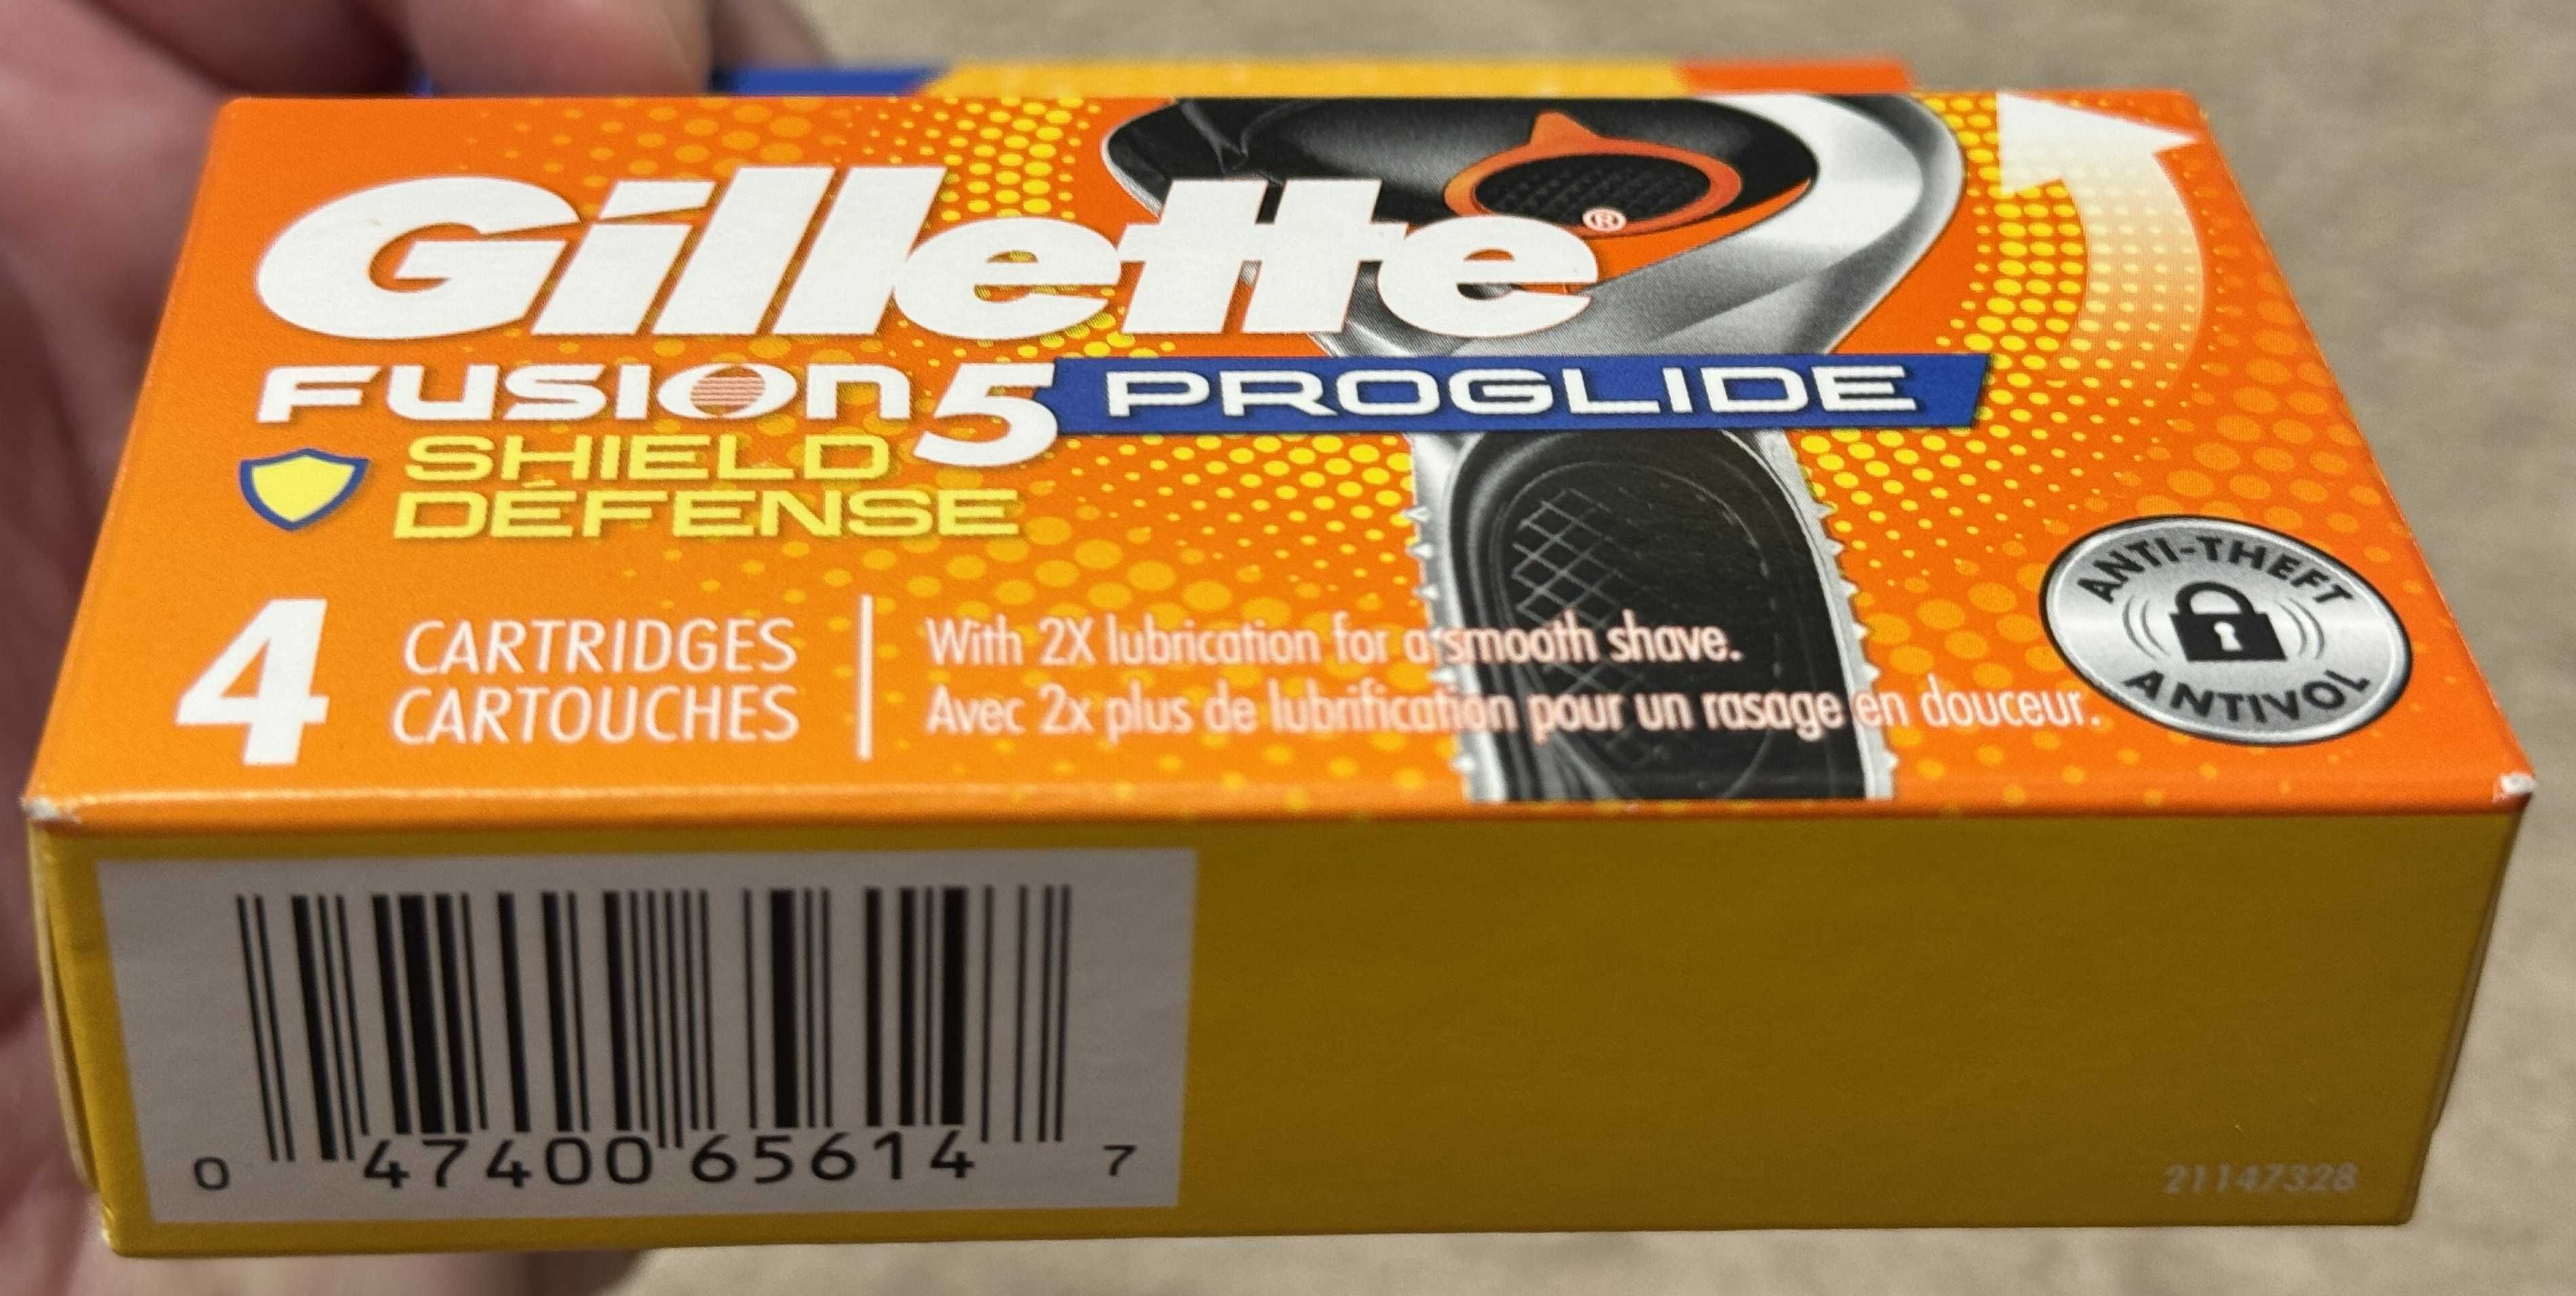 Gillette®
FUSION5 PROGLIDE
SHIELD
DÉFENSE
4 CARTRIDGES
CARTOUCHES
With 2X lubrication for a smooth shave.
Avec 2x plus de lubrification pour un rasage en douceur.
ANTI-THEFT
ANTIVOL
0 47400 65614 7
21147328